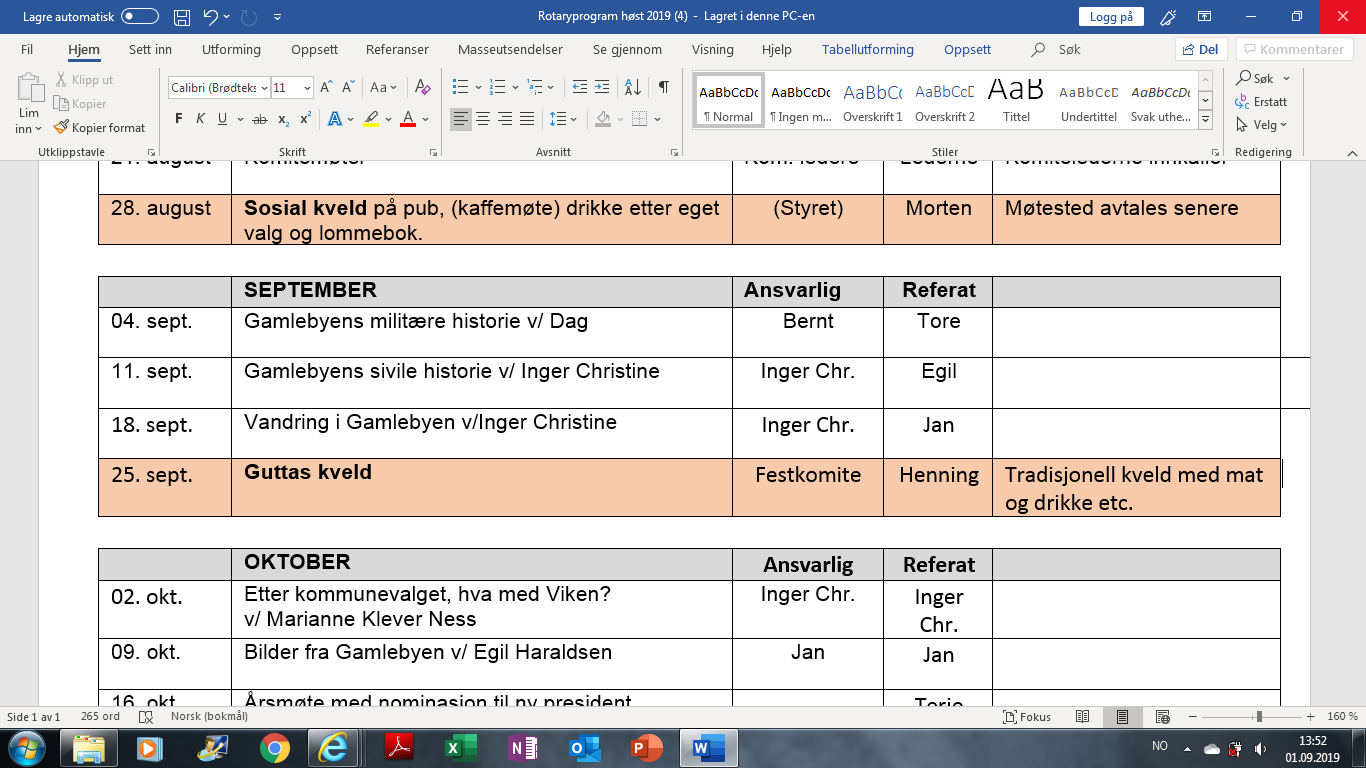 Lagre automatisk
Rotaryprogram høst 2019 (4) - Lagret i denne PC-en
Logg på
Fil Hjem Sett inn Utforming Oppsett Referanser Masseutsendelser Se gjennom Visning Hjelp Tabellutforming Oppsett Søk Del Kommentarer
Lim inn
Klipp ut
Kopier
Kopier format
Utklippstavle
Calibri (Brødteks 11
Skrift
Avsnitt
AaBbCcDc AaBbCcDc AaBbCc AaBbCcD AaB AaBbCcD AaBbCcDc
¶ Normal ¶ Ingen m... Overskrift 1 Overskrift 2 Tittel Undertittel Svak uthe...
Stiler
Søk
Erstatt
Velg
Redigering
28. august Sosial kveld på pub, (kaffemøte) drikke etter eget (Styret) Morten Møtested avtales senere
valg og lommebok.
SEPTEMBER Ansvarlig Referat
04. sept. Gamlebyens militære historie v/ Dag Bernt Tore
11. sept. Gamlebyens sivile historie v/ Inger Christine Inger Chr. Egil
18. sept. Vandring i Gamlebyen v/Inger Christine Inger Chr. Jan
25. sept. Guttas kveld Festkomite Henning Tradisjonell kveld med mat
og drikke etc.
OKTOBER Ansvarlig Referat
02. okt. Etter kommunevalget, hva med Viken? Inger Chr. Inger
v/ Marianne Klever Ness Chr.
09. okt. Bilder fra Gamlebyen v/ Egil Haraldsen Jan Jan
16. okt. Årsmøte med nominasjon til ny president
Side 1 av 1 265 ord Norsk (bokmål) Fokus 160 %
NO 13:52
01.09.2019